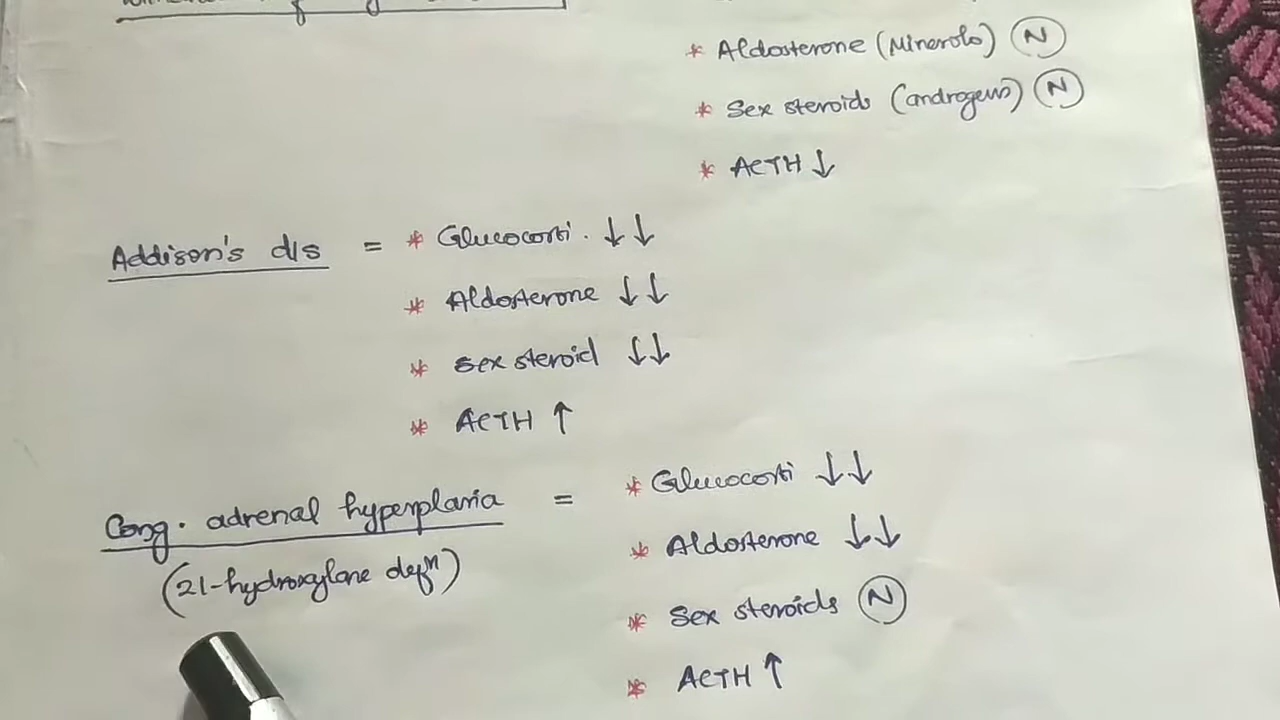 * Aldosterone (Minerolo) N
* Sex steroids (androgens) N
* ACTH ↓
Addison's d/s = * Glucocorti. ↓↓
* Aldosterone ↓↓
* sex steroid ↓↓
* ACTH ↑
Cong. adrenal hyperplasia = * Glucocorti ↓↓
(21-hydroxylase defⁿ) * Aldosterone ↓↓
* Sex steroids N
* ACTH ↑